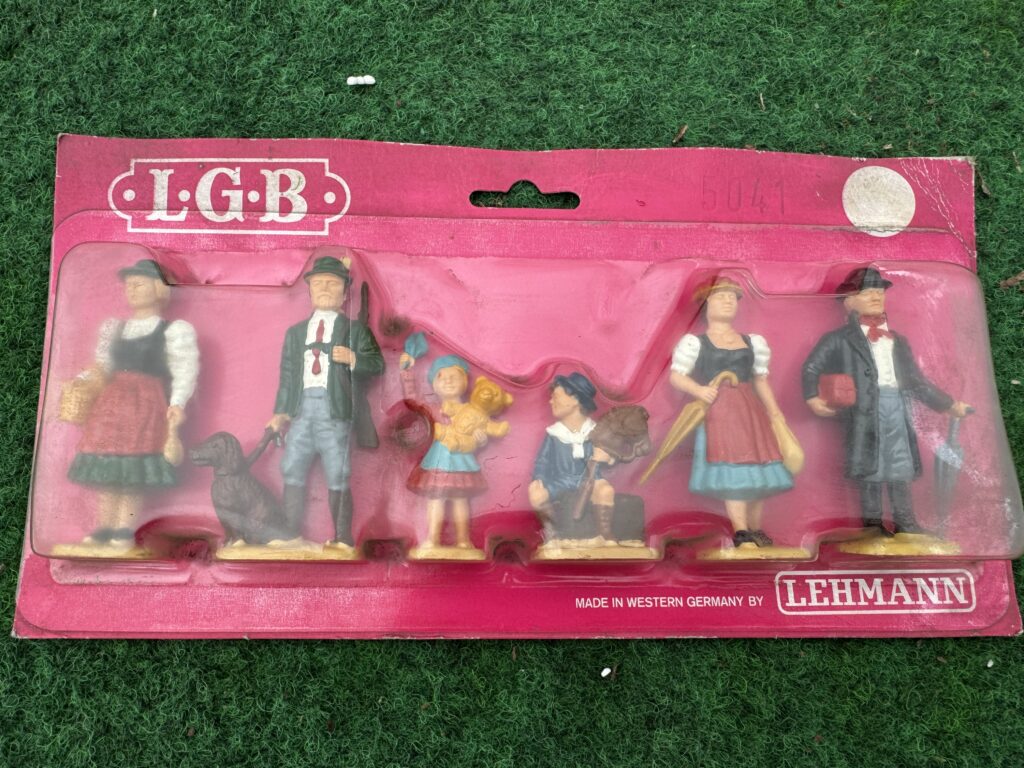 L·G·B
5041
MADE IN WESTERN GERMANY BY
LEHMANN